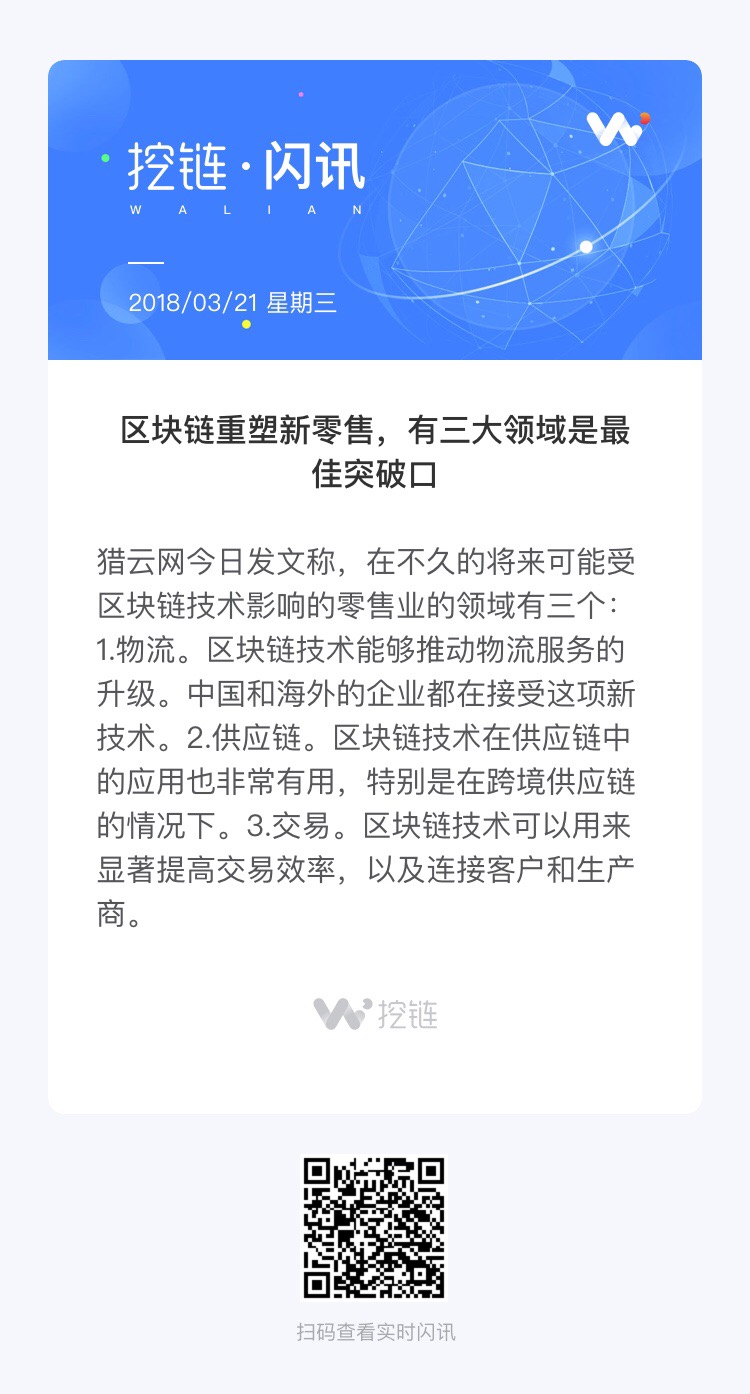 挖链·闪讯
WALIAN
2018/03/21 星期三
区块链重塑新零售，有三大领域是最
佳突破口
猎云网今日发文称，在不久的将来可能受
区块链技术影响的零售业的领域有三个：
1.物流。区块链技术能够推动物流服务的
升级。中国和海外的企业都在接受这项新
技术。2.供应链。区块链技术在供应链中
的应用也非常有用，特别是在跨境供应链
的情况下。3.交易。区块链技术可以用来
显著提高交易效率，以及连接客户和生产
商。
挖链
扫码查看实时闪讯